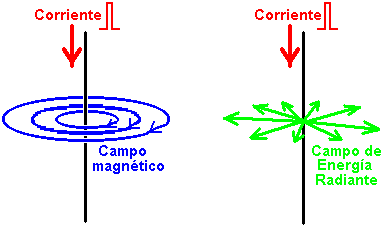 Corriente
Corriente
Campo
magnético
Campo de
Energía
Radiante